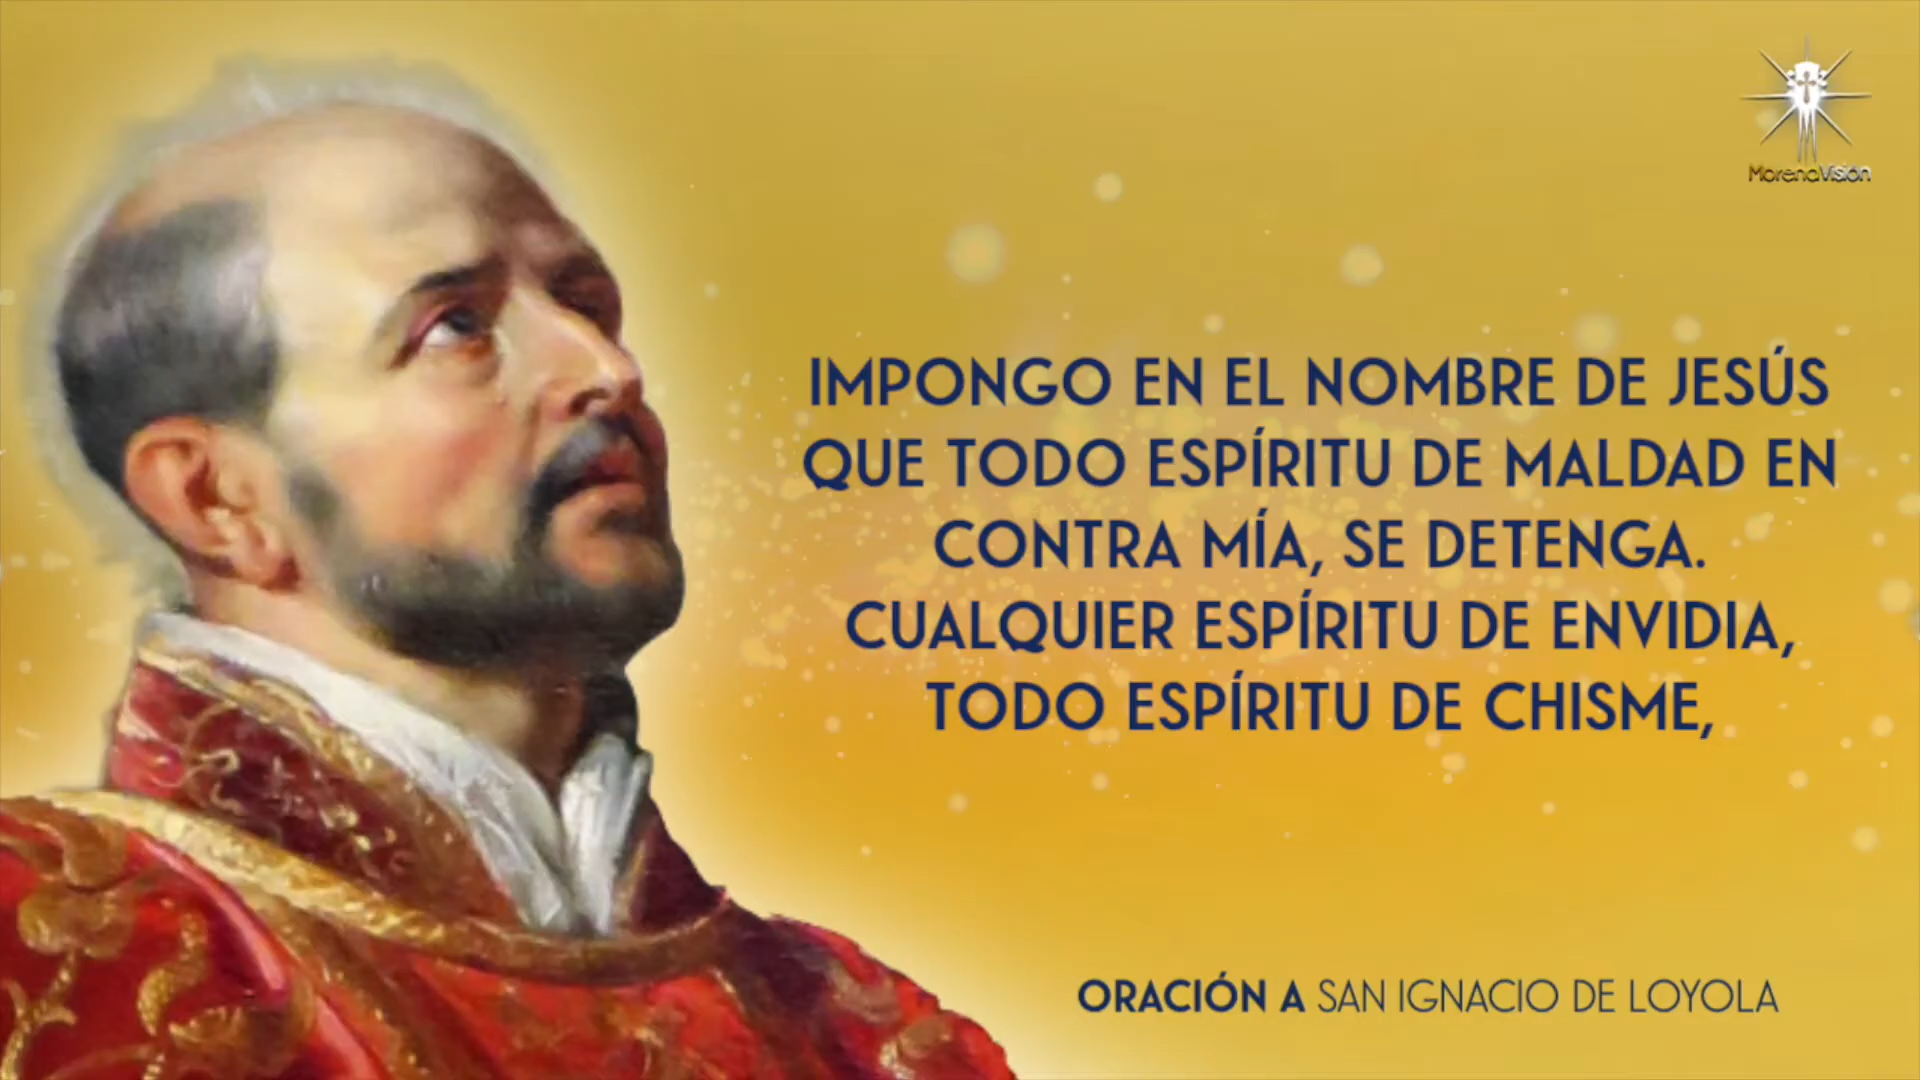 MorenaVisión
IMPONGO EN EL NOMBRE DE JESÚS
QUE TODO ESPÍRITU DE MALDAD EN
CONTRA MÍA, SE DETENGA.
CUALQUIER ESPÍRITU DE ENVIDIA,
TODO ESPÍRITU DE CHISME,
ORACIÓN A SAN IGNACIO DE LOYOLA